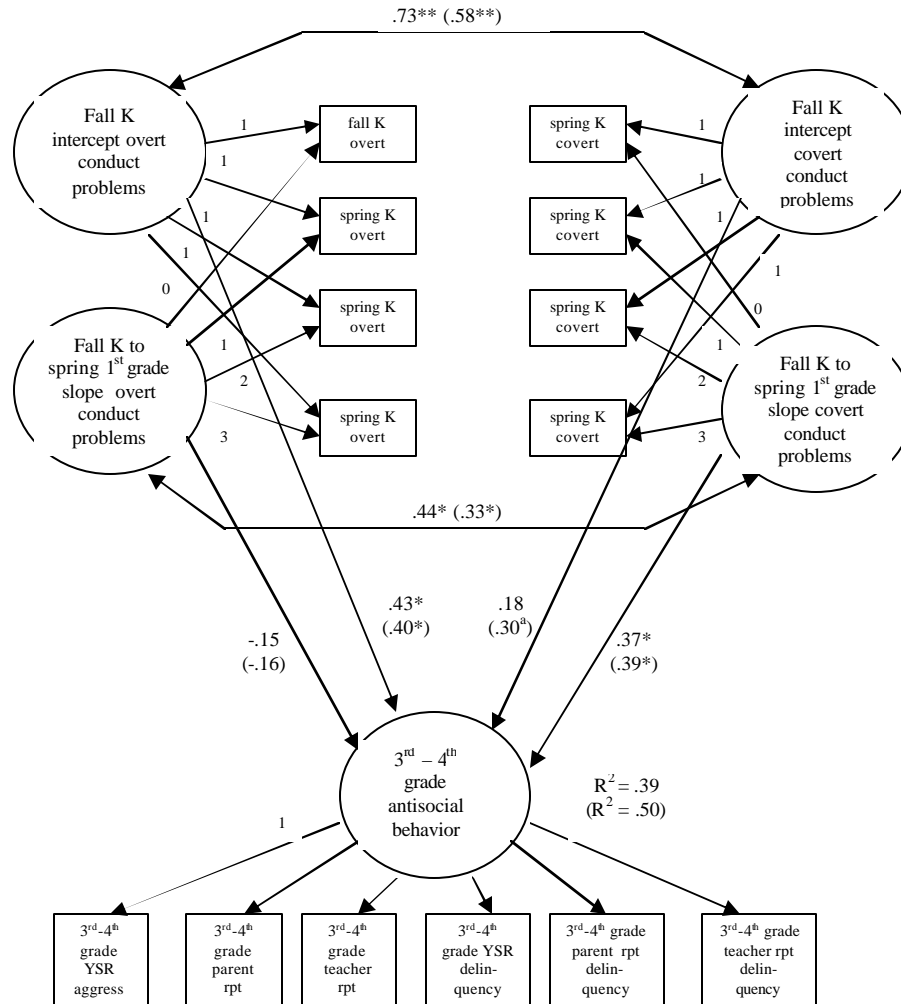 .73** (.58**)
Fall K
intercept overt
conduct
problems
Fall K
intercept
covert
conduct
problems
1
1
1
1
0
fall K
overt
spring K
overt
spring K
overt
spring K
overt
spring K
covert
spring K
covert
spring K
covert
spring K
covert
1
1
1
1
0
Fall K to
spring 1st grade
slope overt
conduct
problems
1
2
3
1
2
3
Fall K to
spring 1st grade
slope covert
conduct
problems
.44* (.33*)
-.15
(-.16)
.43*
(.40*)
.18
(.30a)
.37*
(.39*)
3rd – 4th
grade
antisocial
behavior
R2 = .39
(R2 = .50)
1
3rd-4th
grade
YSR
aggress
3rd-4th
grade
parent
rpt
3rd-4th
grade
teacher
rpt
3rd-4th
grade YSR
delin-
quency
3rd-4th grade
parent rpt
delin-
quency
3rd-4th grade
teacher rpt
delin-
quency